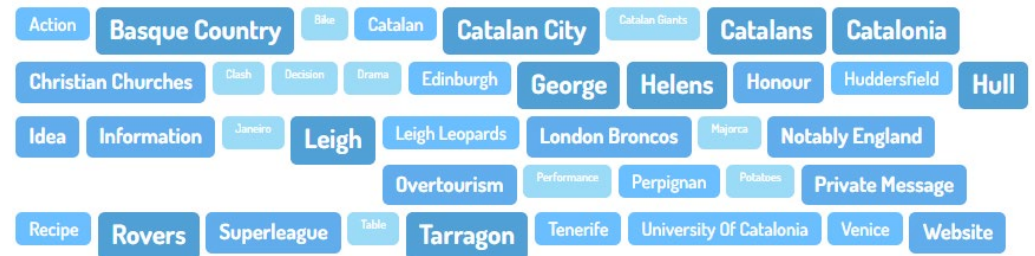 Action Basque Country Bike Catalan Catalan City Catalan Giants Catalans Catalonia
Christian Churches Clash Decision Drama Edinburgh George Helens Honour Huddersfield Hull
Idea Information Janeiro Leigh Leigh Leopards London Broncos Majorca Notably England
Overtourism Performance Perpignan Potatoes Private Message
Recipe Rovers Superleague Table Tarragon Tenerife University Of Catalonia Venice Website